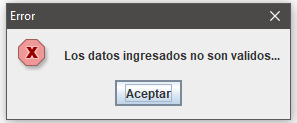 Error
Los datos ingresados no son validos...
Aceptar